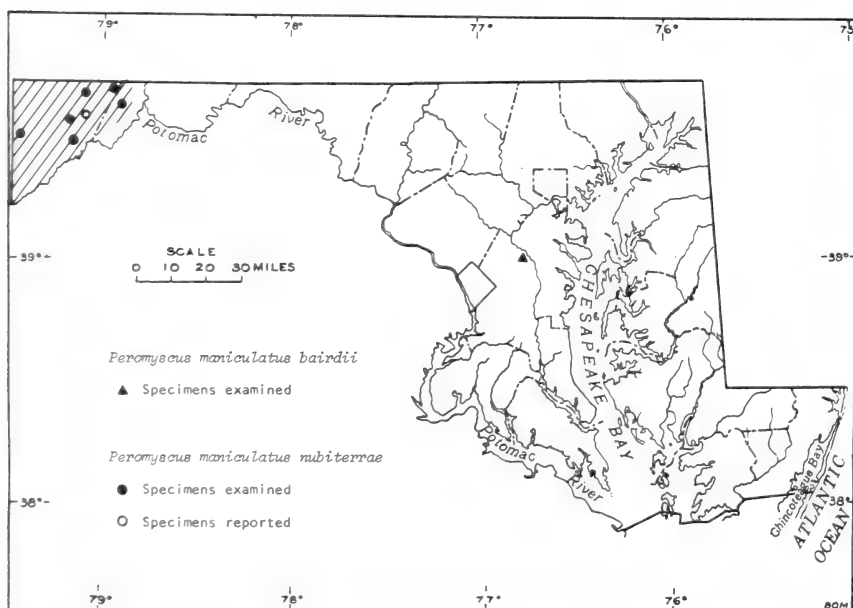 79° 78° 77° 76° 75
Potomac River
39° 39°
SCALE
0 10 20 30 MILES
CHESAPEAKE BAY
Peromyscus maniculatus bairdii
▲ Specimens examined
Peromyscus maniculatus nubiterrae
● Specimens examined
○ Specimens reported
Potomac River
38° 38°
Chincoteague Bay
ATLANTIC OCEAN
79° 78° 77° 76° 80M